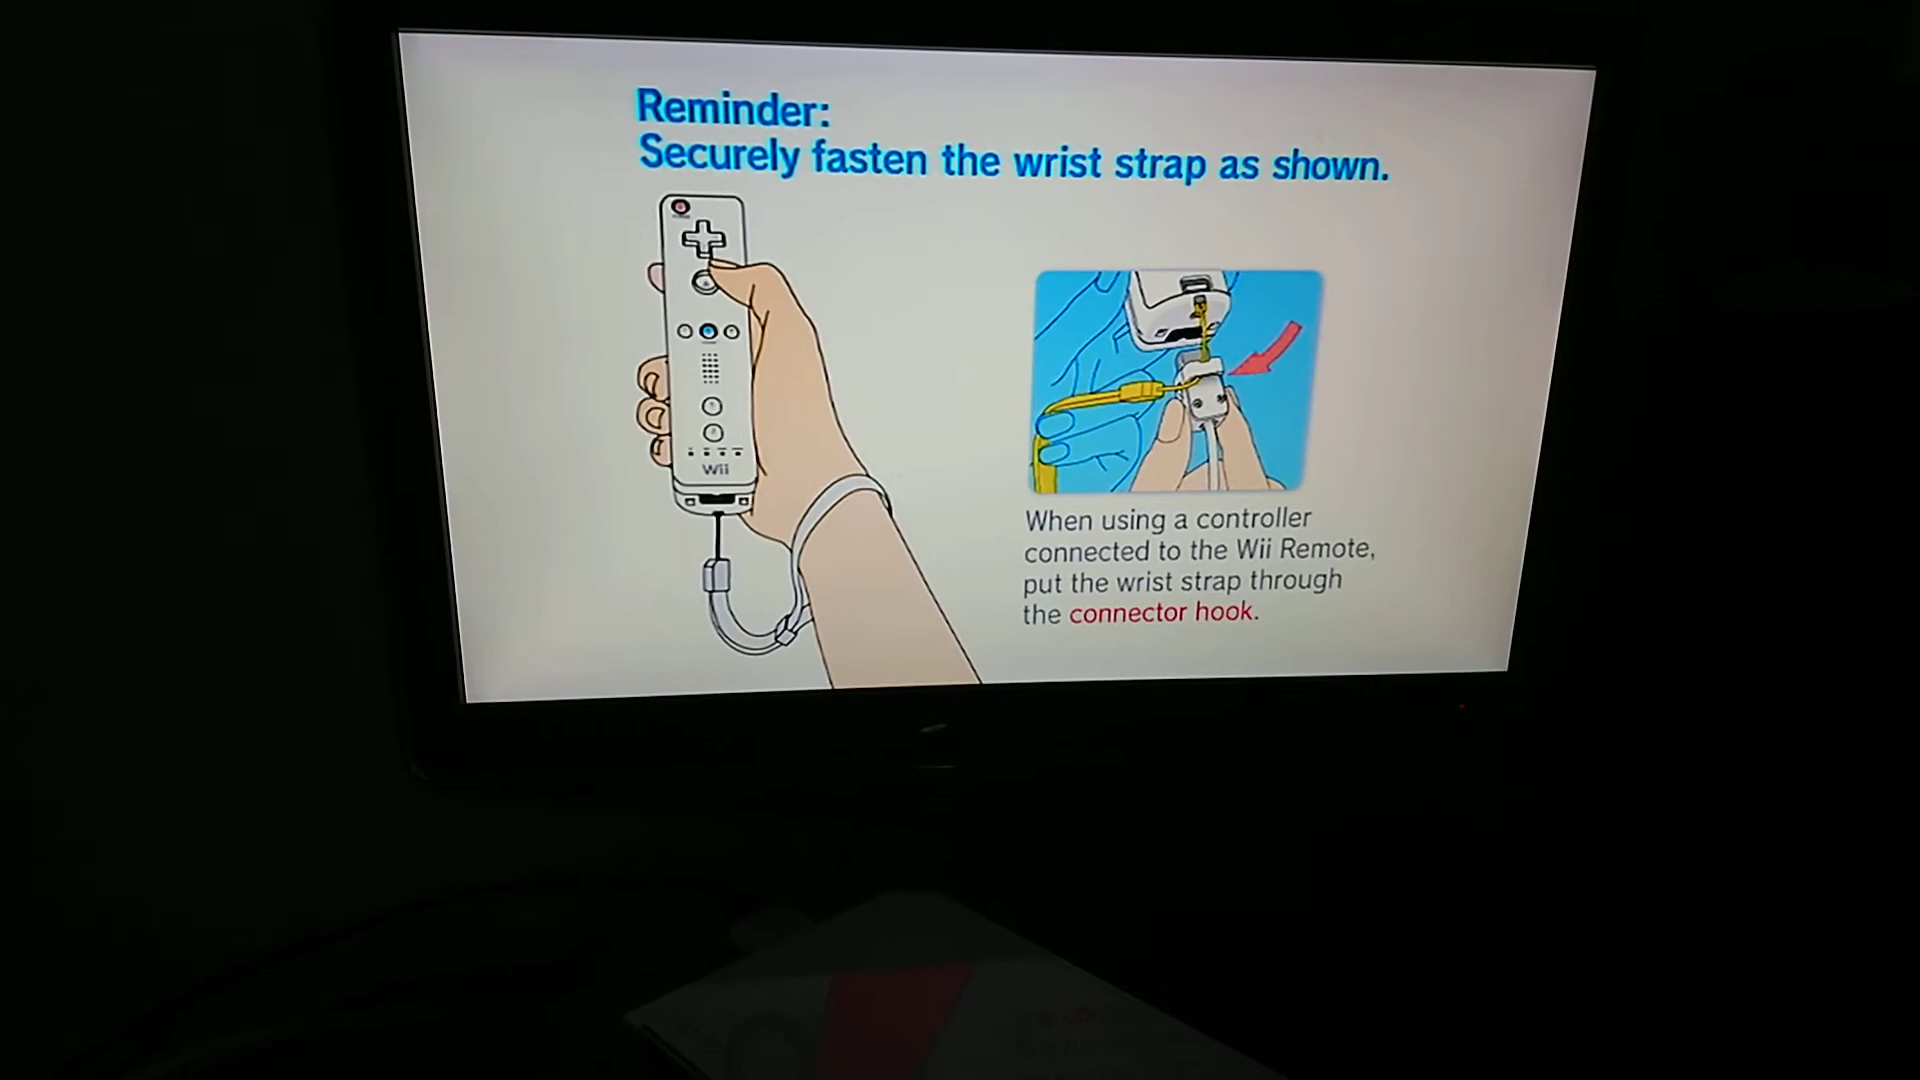 Reminder:
Securely fasten the wrist strap as shown.
Wii
When using a controller
connected to the Wii Remote,
put the wrist strap through
the connector hook.